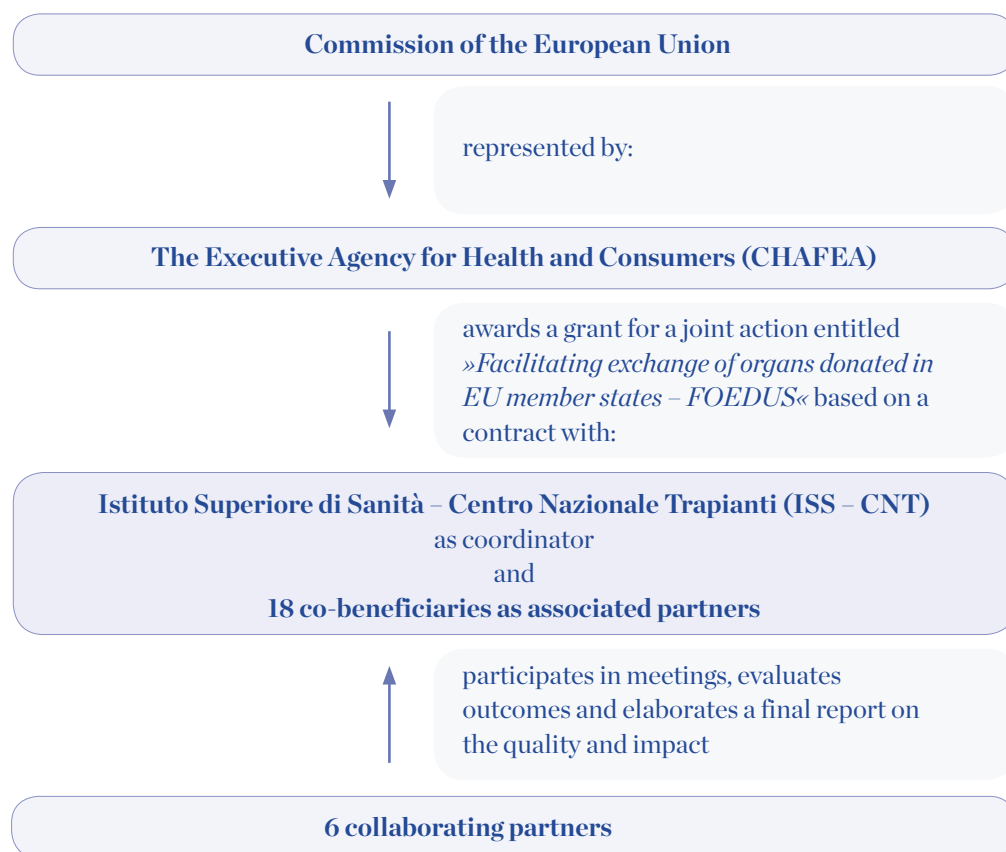 Commission of the European Union
represented by:
The Executive Agency for Health and Consumers (CHAFEA)
awards a grant for a joint action entitled
»Facilitating exchange of organs donated in
EU member states – FOEDUS« based on a
contract with:
Istituto Superiore di Sanità – Centro Nazionale Trapianti (ISS – CNT)
as coordinator
and
18 co-beneficiaries as associated partners
participates in meetings, evaluates
outcomes and elaborates a final report on
the quality and impact
6 collaborating partners